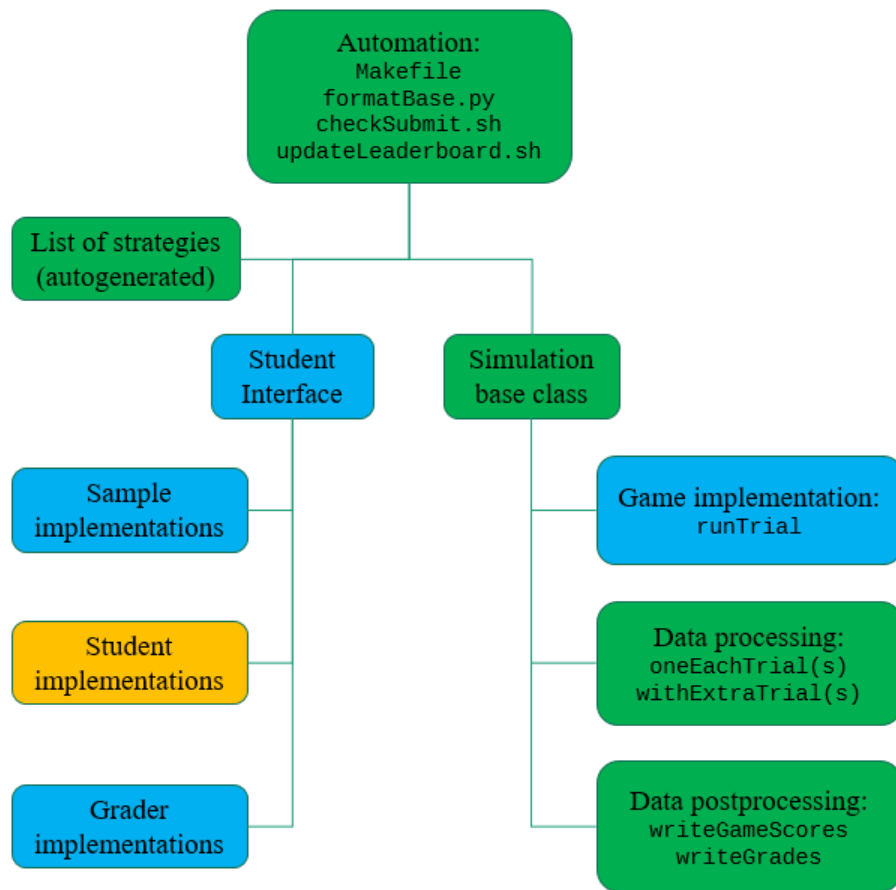 Automation:
Makefile
formatBase.py
checkSubmit.sh
updateLeaderboard.sh
List of strategies
(autogenerated)
Student
Interface
Simulation
base class
Sample
implementations
Game implementation:
runTrial
Student
implementations
Data processing:
oneEachTrial(s)
withExtraTrial(s)
Grader
implementations
Data postprocessing:
writeGameScores
writeGrades